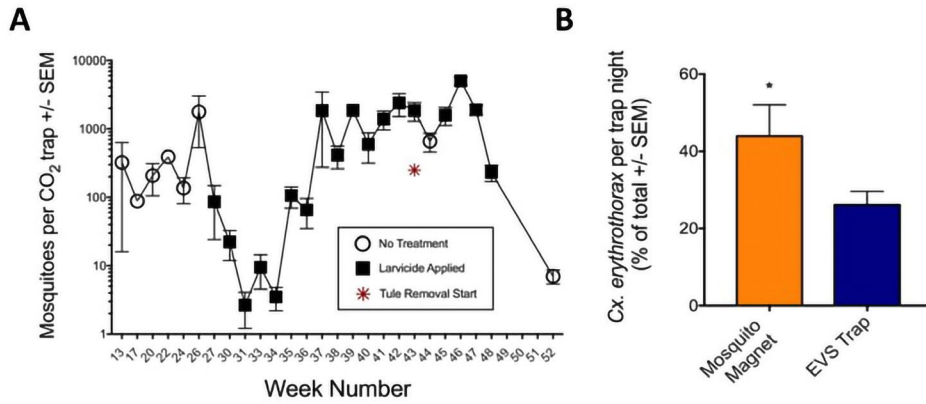 A
Mosquitoes per CO2 trap +/- SEM
10000
1000
100
10
1
No Treatment
Larvicide Applied
Tule Removal Start
13 17 20 22 24 26 27 30 31 33 34 35 36 37 38 39 40 41 42 43 44 45 46 47 48 49 50 51 52
Week Number
B
Cx. erythrothorax per trap night
(% of total +/- SEM)
60
40
20
0
*
Mosquito
Magnet
EVS Trap